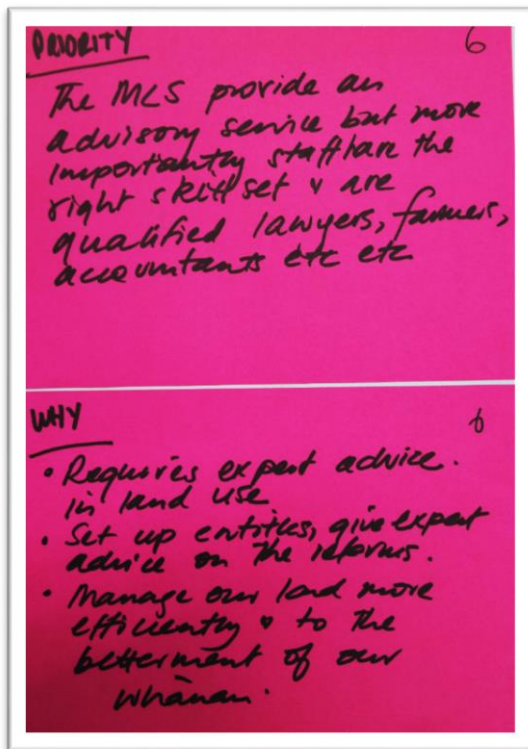 PRIORITY 6
The MLS provide an
advisory service but more
importantly staff have the
right skill set & are
qualified lawyers, farmers,
accountants etc etc
WHY 6
• Requires expert advice.
in land use
• Set up entities, give expert
advice on the reforms.
• Manage our land more
efficiently & to the
betterment of our
whānau.